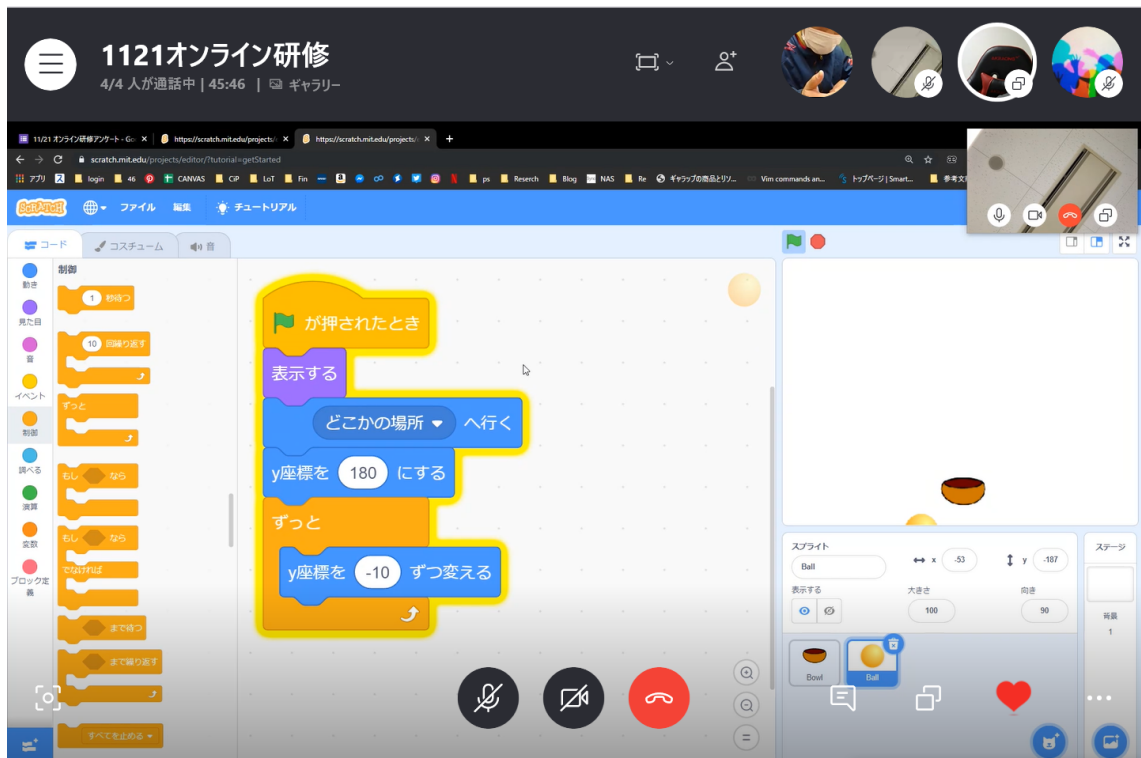 1121オンライン研修
4/4 人が通話中 | 45:46 | ギャラリー
11/21 オンライン研修アンケート - Go
https://scratch.mit.edu/projects/
https://scratch.mit.edu/projects/
scratch.mit.edu/projects/editor/?tutorial=getStarted
アプリ login 46 CANVAS CiP LoT Fin ps Reserch Blog NAS Re ギャラップの商品とリソ... Vim commands an... トップページ | Smart... 参考文
SCRATCH ファイル 編集 チュートリアル
コード コスチューム 音
動き
見た目
音
イベント
制御
調べる
演算
変数
ブロック定義
制御
1 秒待つ
10 回繰り返す
ずっと
もし なら
もし なら
でなければ
まで待つ
まで繰り返す
すべてを止める
が押されたとき
表示する
どこかの場所 へ行く
y座標を 180 にする
ずっと
y座標を -10 ずつ変える
スプライト
Ball
x -53
y -187
表示する
大きさ
100
向き
90
Bowl
Ball
ステージ
背景
1